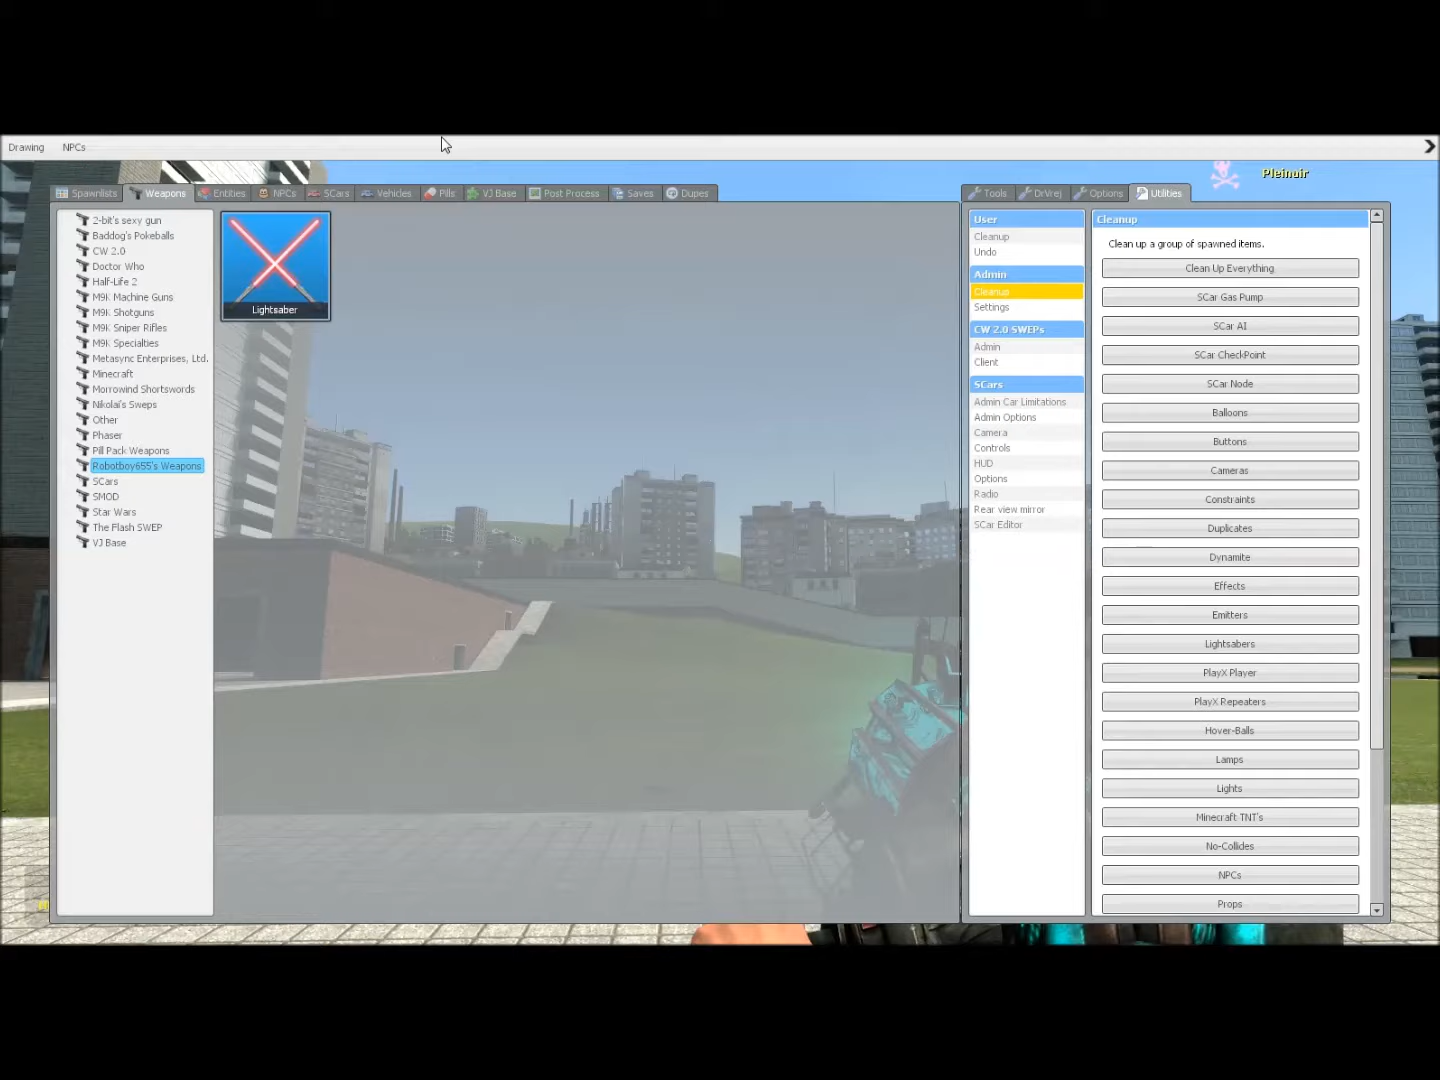 Drawing NPCs
Pleinuir
Spawnlists Weapons Entities NPCs SCars Vehicles Pills VJ Base Post Process Saves Dupes
2-bit's sexy gun
Baddog's Pokeballs
CW 2.0
Doctor Who
Half-Life 2
M9K Machine Guns
M9K Shotguns
M9K Sniper Rifles
M9K Specialties
Metasync Enterprises, Ltd.
Minecraft
Morrowind Shortswords
Nikolai's Sweps
Other
Phaser
Pill Pack Weapons
Robotboy655's Weapons
SCars
SMOD
Star Wars
The Flash SWEP
VJ Base
Lightsaber
Tools DrVrej Options Utilities
User
Cleanup
Undo
Admin
Cleanup
Settings
CW 2.0 SWEPs
Admin
Client
SCars
Admin Car Limitations
Admin Options
Camera
Controls
HUD
Options
Radio
Rear view mirror
SCar Editor
Cleanup
Clean up a group of spawned items.
Clean Up Everything
SCar Gas Pump
SCar AI
SCar CheckPoint
SCar Node
Balloons
Buttons
Cameras
Constraints
Duplicates
Dynamite
Effects
Emitters
Lightsabers
PlayX Player
PlayX Repeaters
Hover-Balls
Lamps
Lights
Minecraft TNT's
No-Collides
NPCs
Props